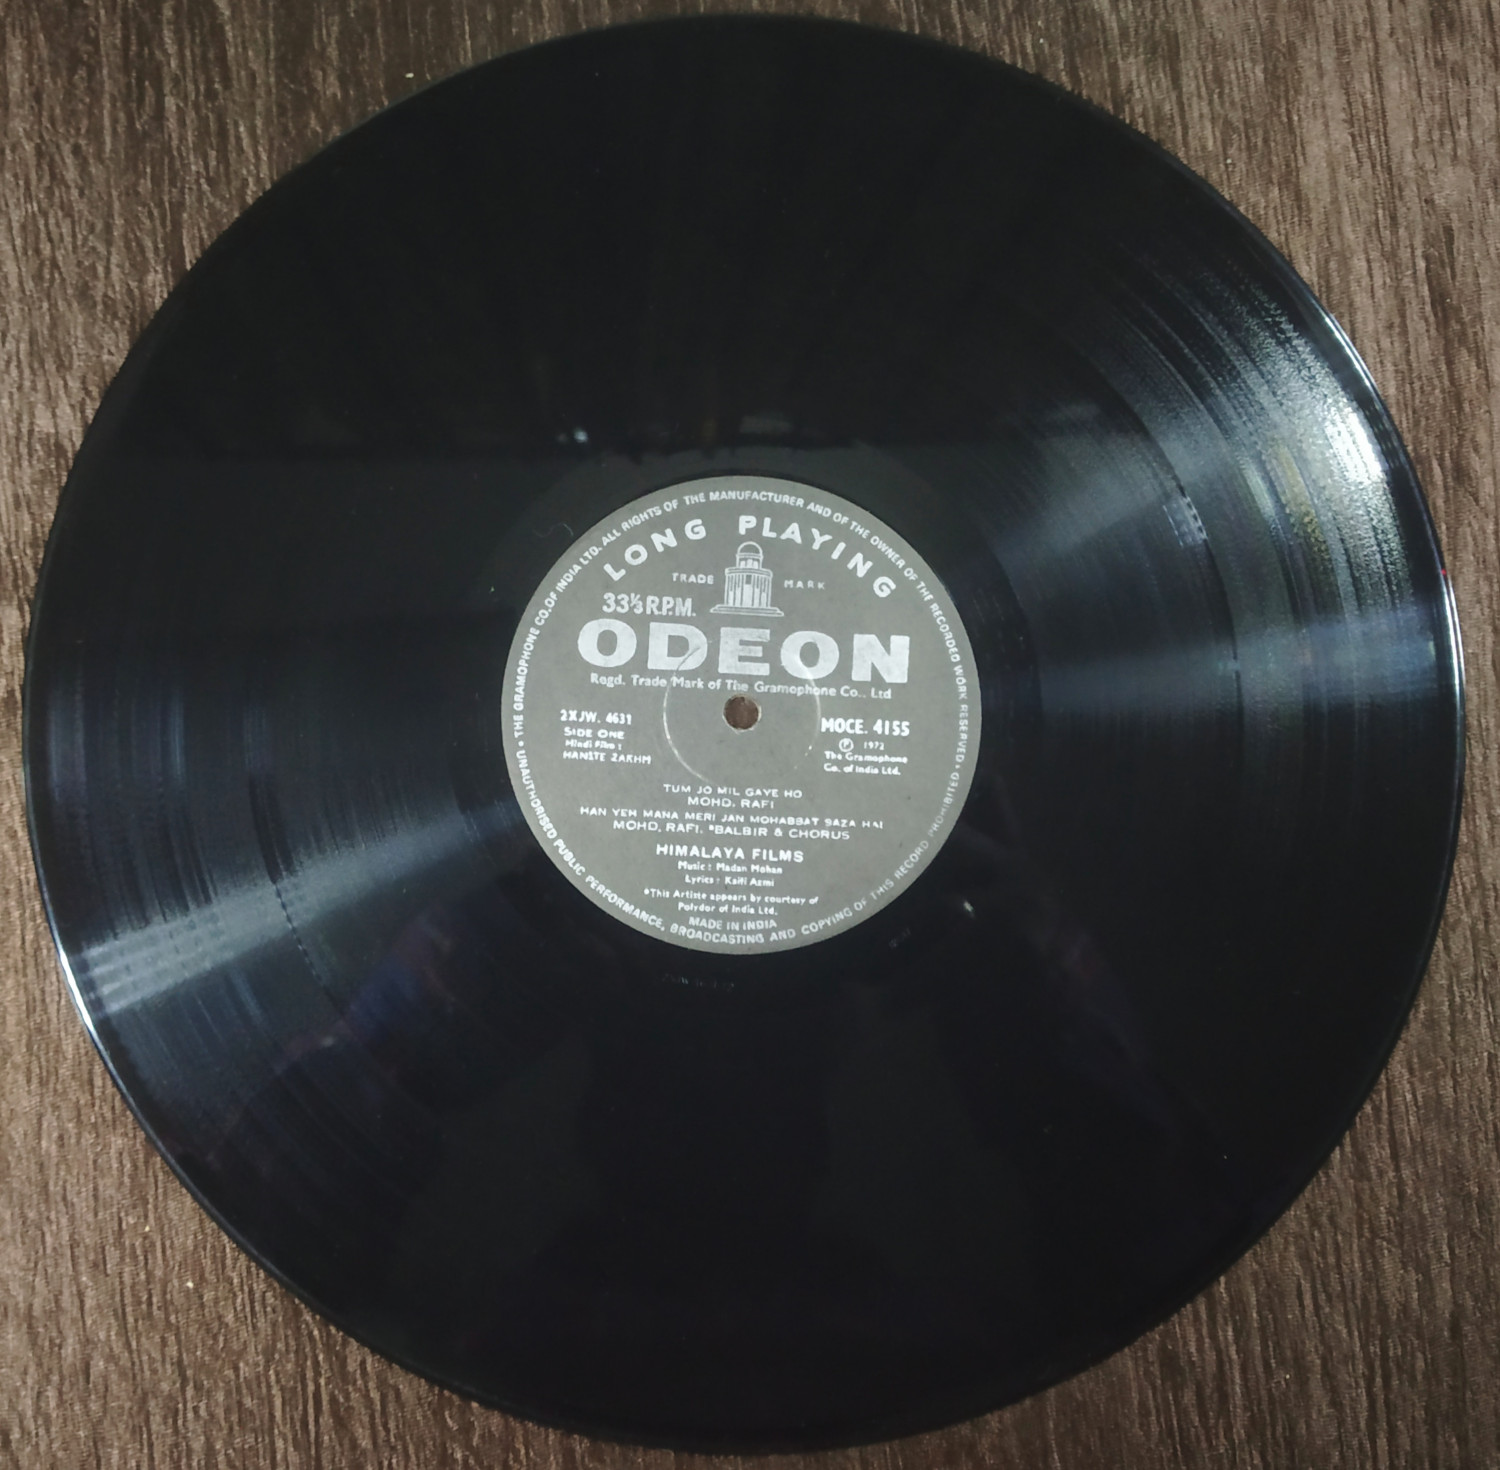 • THE GRAMOPHONE CO. OF INDIA LTD. ALL RIGHTS OF THE MANUFACTURER AND OF THE OWNER OF THE RECORDED WORK RESERVED •
UNAUTHORISED PUBLIC PERFORMANCE, BROADCASTING AND COPYING OF THIS RECORD PROHIBITED •
LONG PLAYING
TRADE MARK
33⅓ R.P.M.
ODEON
Regd. Trade Mark of The Gramophone Co., Ltd
2XJW. 4631
SIDE ONE
Hindi Film :
HANSTE ZAKHM
MOCE. 4155
Ⓟ 1972
The Gramophone
Co. of India Ltd.
TUM JO MIL GAYE HO
MOHD. RAFI
HAN YEH MANA MERI JAN MOHABBAT SAZA HAI
MOHD. RAFI. *BALBIR & CHORUS
HIMALAYA FILMS
Music : Madan Mohan
Lyrics : Kaifi Azmi
*This Artiste appears by courtesy of
Polydor of India Ltd.
MADE IN INDIA